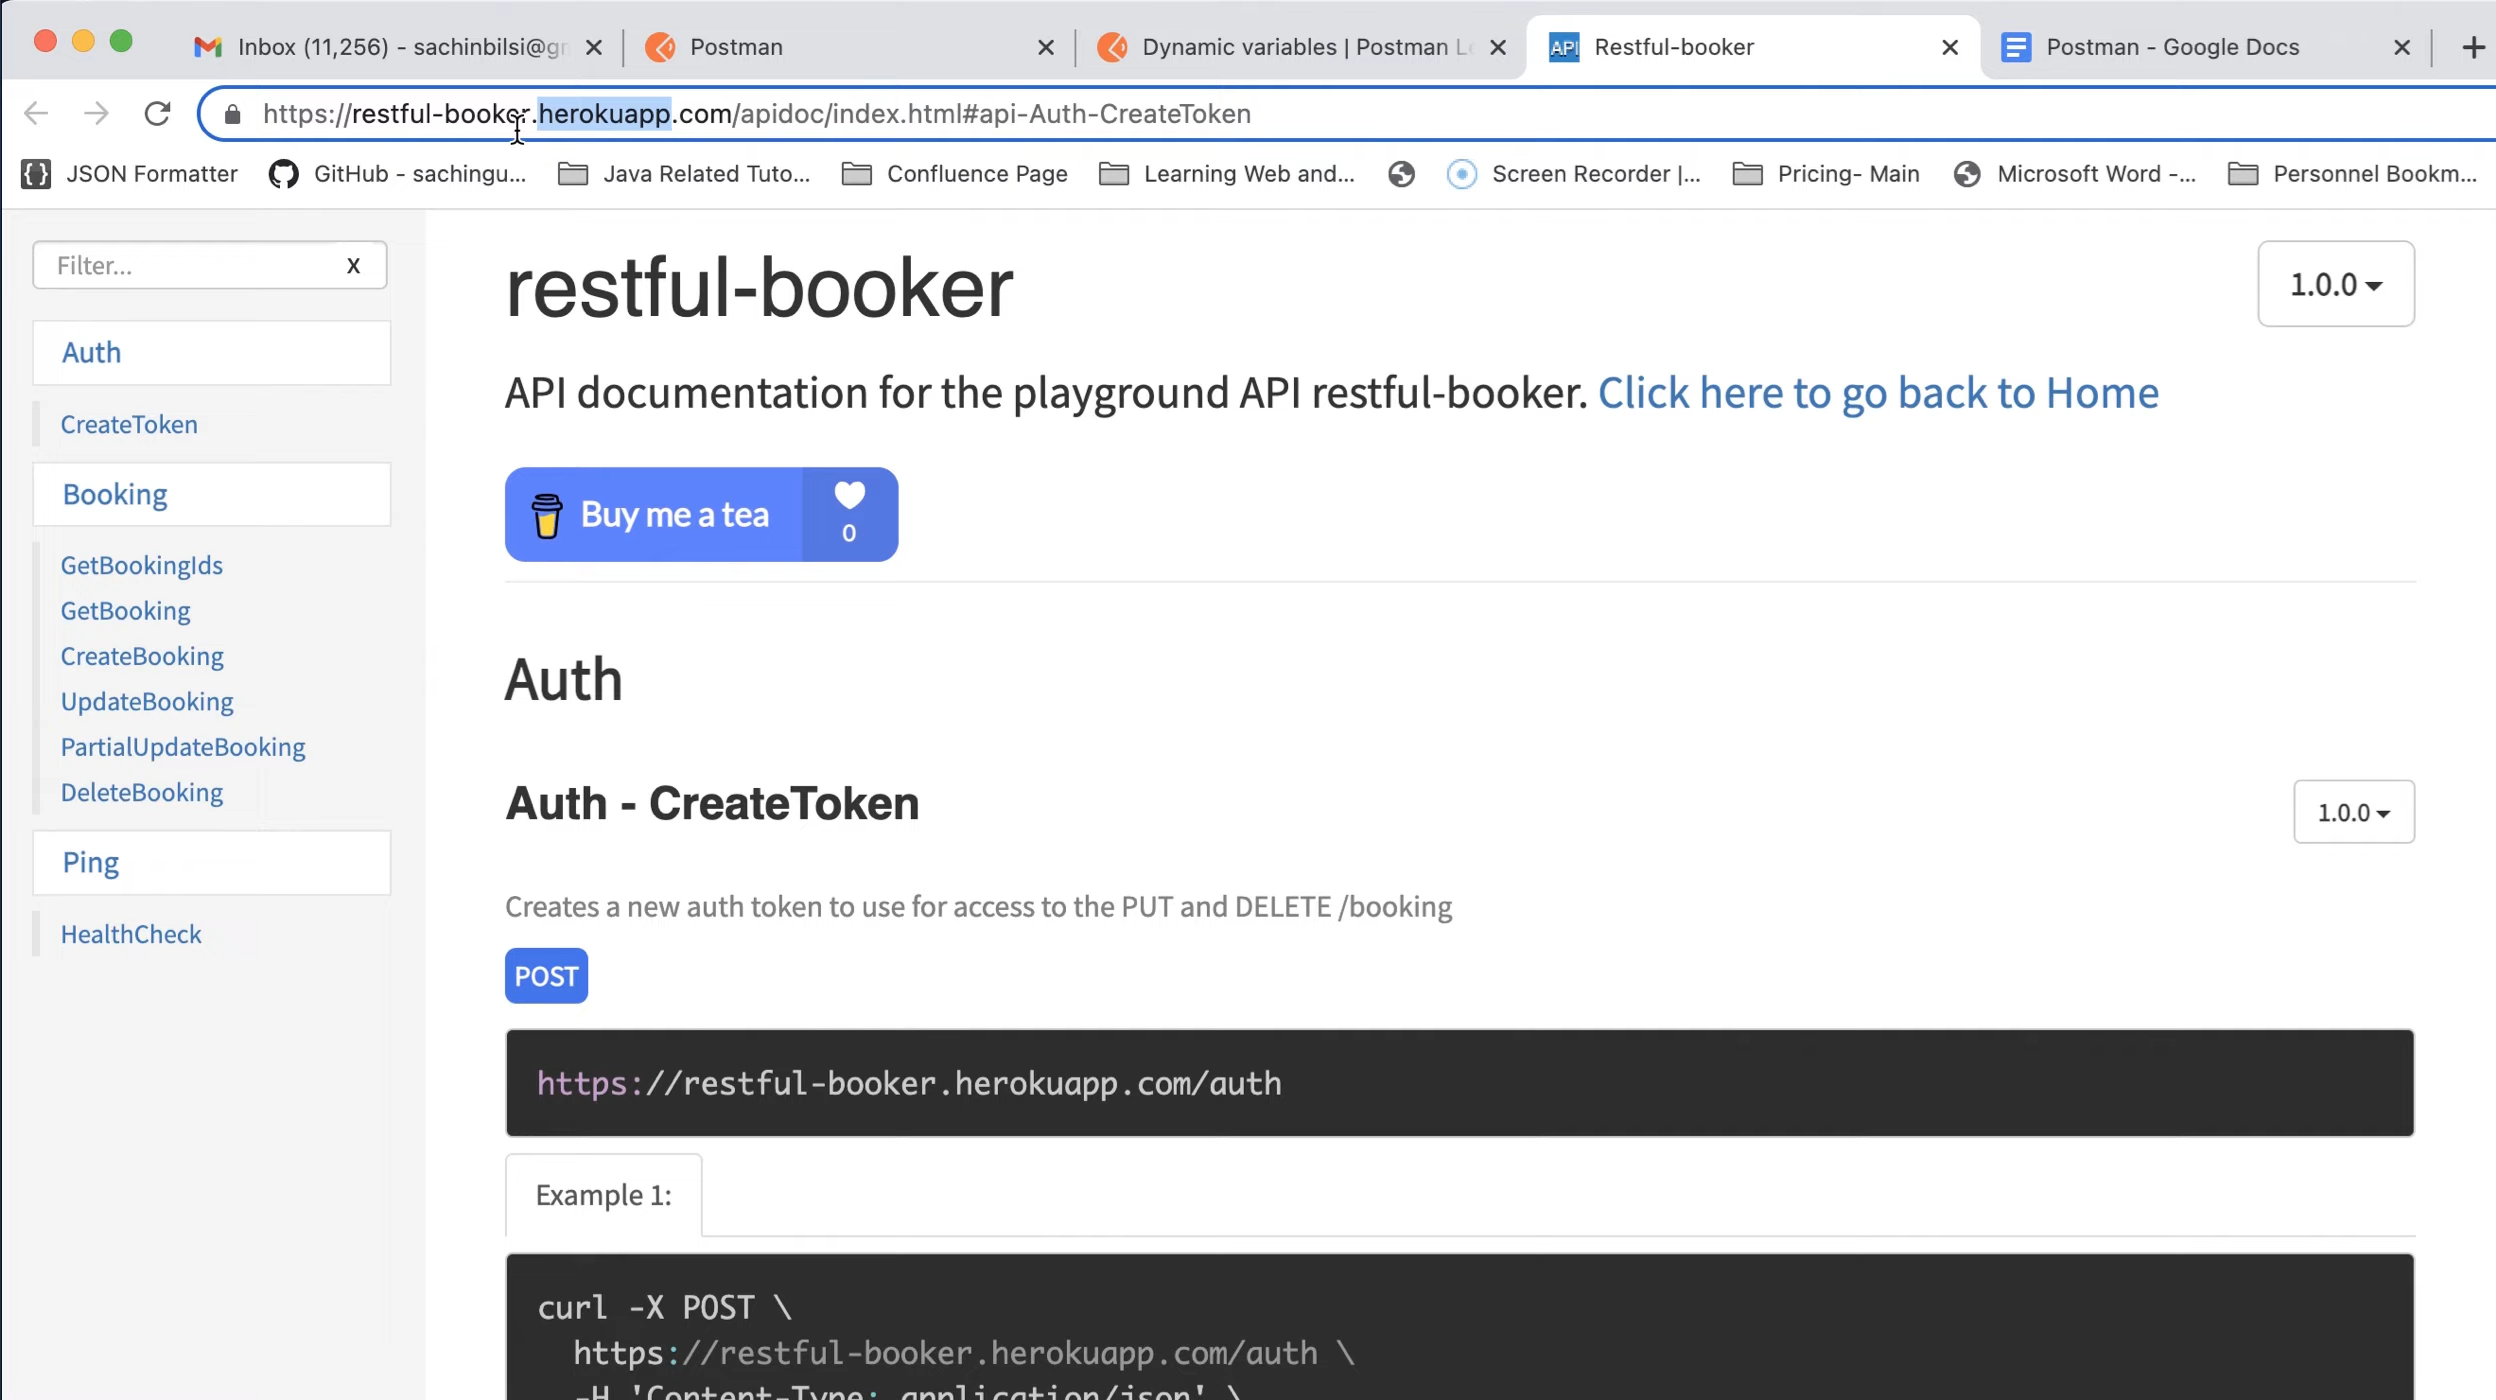 Inbox (11,256) - sachinbilsi@g
Postman
Dynamic variables | Postman L
API Restful-booker
Postman - Google Docs
https://restful-booker.herokuapp.com/apidoc/index.html#api-Auth-CreateToken
{} JSON Formatter
GitHub - sachingu...
Java Related Tuto...
Confluence Page
Learning Web and...
Screen Recorder |...
Pricing- Main
Microsoft Word -...
Personnel Bookm...
Filter... X
Auth
CreateToken
Booking
GetBookingIds
GetBooking
CreateBooking
UpdateBooking
PartialUpdateBooking
DeleteBooking
Ping
HealthCheck
restful-booker
1.0.0
API documentation for the playground API restful-booker. Click here to go back to Home
Buy me a tea
0
Auth
Auth - CreateToken
1.0.0
Creates a new auth token to use for access to the PUT and DELETE /booking
POST
https://restful-booker.herokuapp.com/auth
Example 1:
curl -X POST \
https://restful-booker.herokuapp.com/auth \
-H 'Content-Type: application/json' \